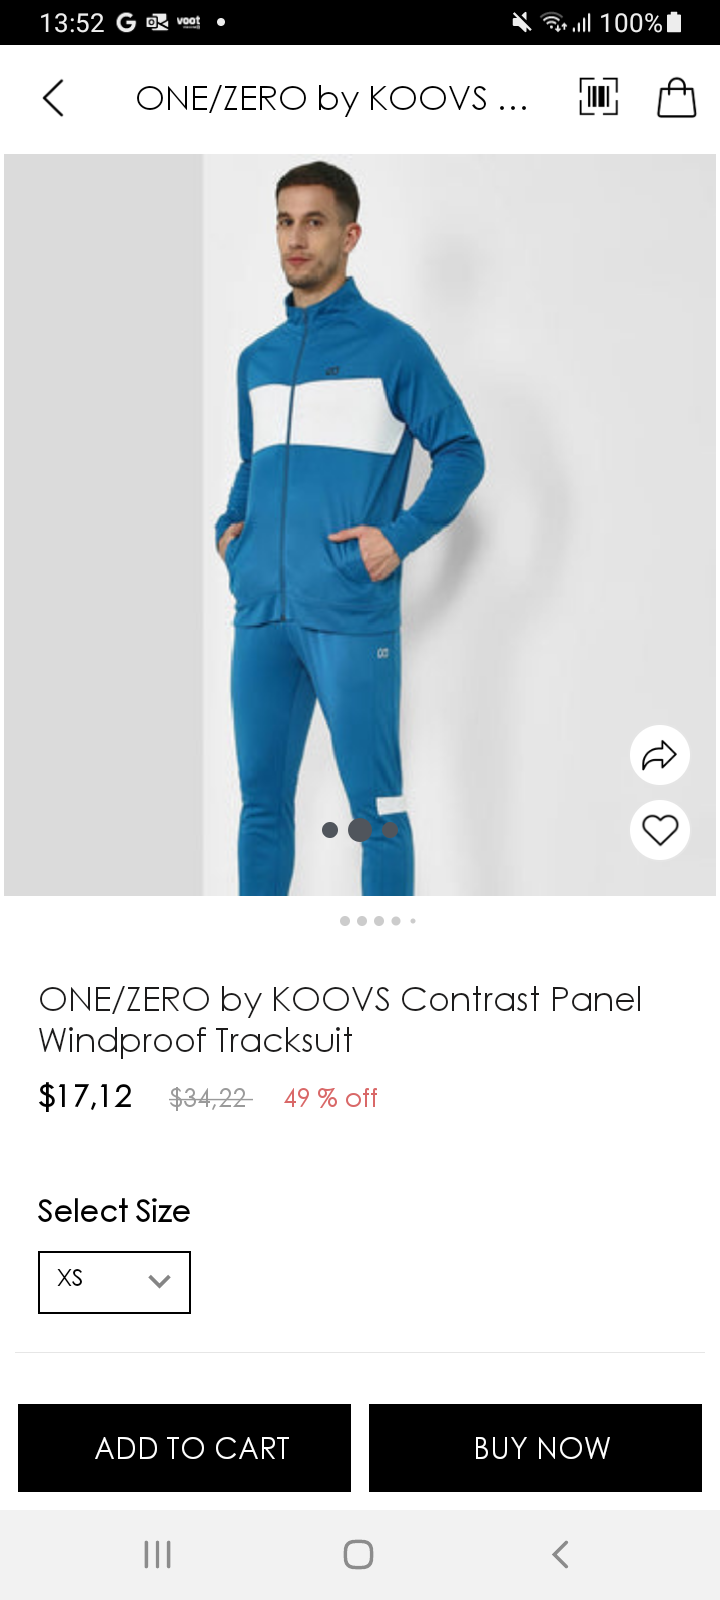 13:52 G voot 100%
ONE/ZERO by KOOVS ...
ONE/ZERO by KOOVS Contrast Panel
Windproof Tracksuit
$17,12 $34,22 49 % off
Select Size
XS
ADD TO CART BUY NOW